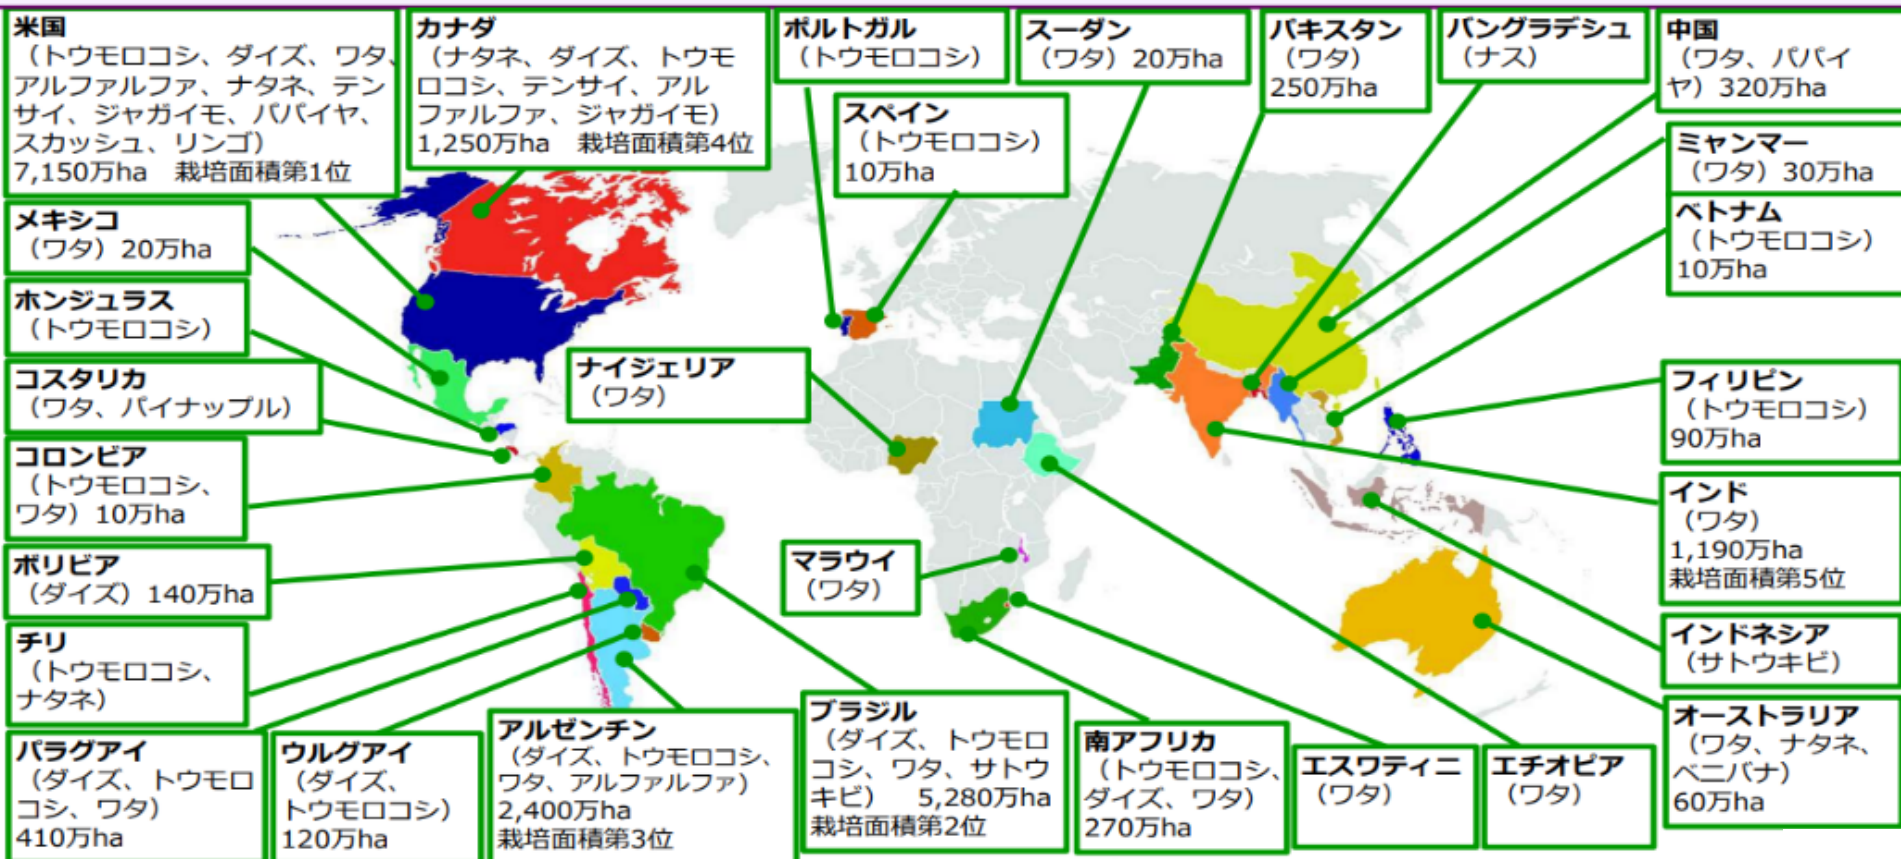 米国
（トウモロコシ、ダイズ、ワタ、
アルファルファ、ナタネ、テン
サイ、ジャガイモ、パパイヤ、
スカッシュ、リンゴ）
7,150万ha　栽培面積第1位
カナダ
（ナタネ、ダイズ、トウモ
ロコシ、テンサイ、アル
ファルファ、ジャガイモ）
1,250万ha　栽培面積第4位
ポルトガル
（トウモロコシ）
スペイン
（トウモロコシ）
10万ha
スーダン
（ワタ）20万ha
パキスタン
（ワタ）
250万ha
バングラデシュ
（ナス）
中国
（ワタ、パパイ
ヤ）320万ha
ミャンマー
（ワタ）30万ha
ベトナム
（トウモロコシ）
10万ha
メキシコ
（ワタ）20万ha
ホンジュラス
（トウモロコシ）
コスタリカ
（ワタ、パイナップル）
コロンビア
（トウモロコシ、
ワタ）10万ha
ボリビア
（ダイズ）140万ha
チリ
（トウモロコシ、
ナタネ）
ナイジェリア
（ワタ）
マラウイ
（ワタ）
フィリピン
（トウモロコシ）
90万ha
インド
（ワタ）
1,190万ha
栽培面積第5位
インドネシア
（サトウキビ）
オーストラリア
（ワタ、ナタネ、
ベニバナ）
60万ha
パラグアイ
（ダイズ、トウモロ
コシ、ワタ）
410万ha
ウルグアイ
（ダイズ、
トウモロコシ）
120万ha
アルゼンチン
（ダイズ、トウモロコシ、
ワタ、アルファルファ）
2,400万ha
栽培面積第3位
ブラジル
（ダイズ、トウモロ
コシ、ワタ、サトウ
キビ）　5,280万ha
栽培面積第2位
南アフリカ
（トウモロコシ、
ダイズ、ワタ）
270万ha
エスワティニ
（ワタ）
エチオピア
（ワタ）